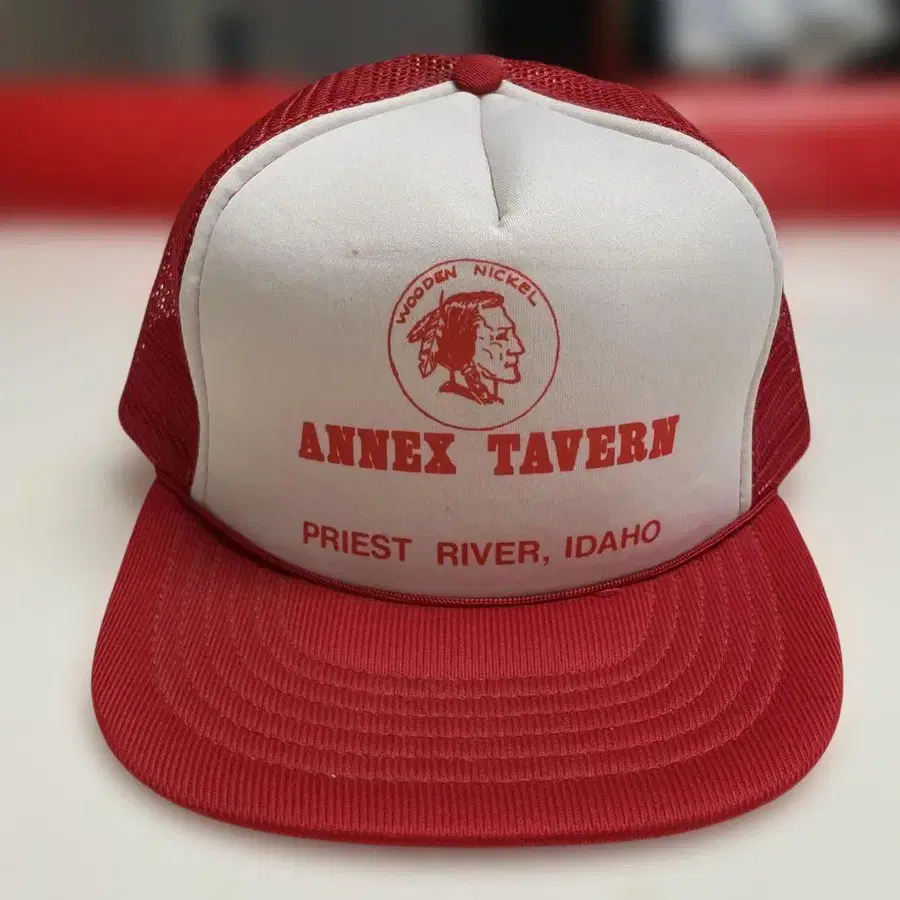 WOODEN NICKEL
ANNEX TAVERN
PRIEST RIVER, IDAHO